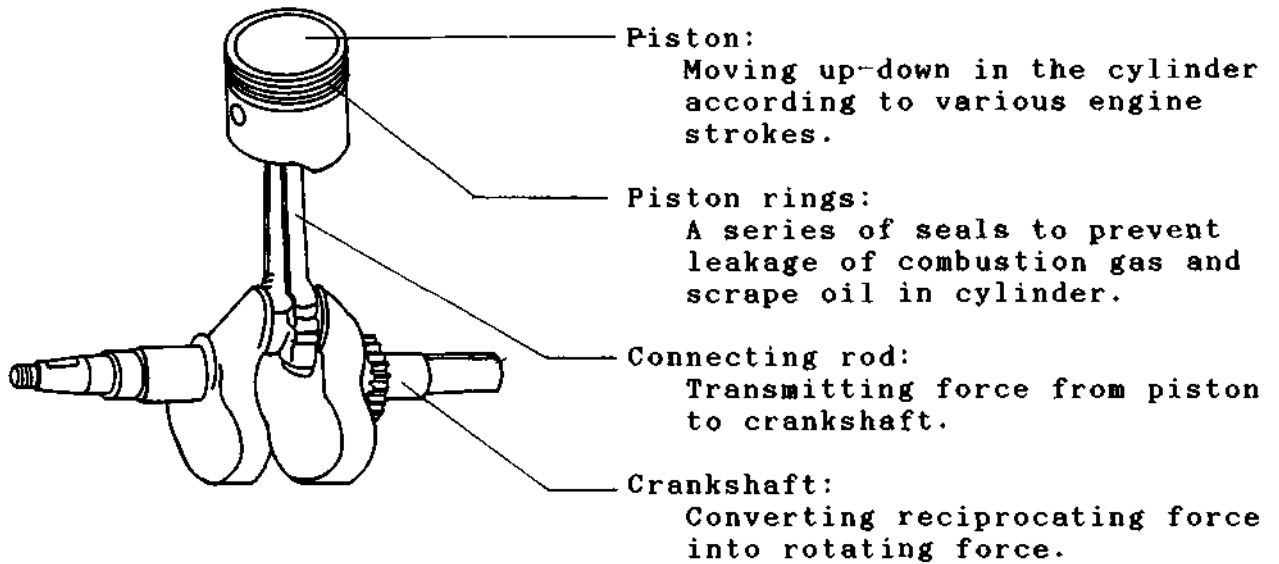 Piston:
Moving up-down in the cylinder
according to various engine
strokes.
Piston rings:
A series of seals to prevent
leakage of combustion gas and
scrape oil in cylinder.
Connecting rod:
Transmitting force from piston
to crankshaft.
Crankshaft:
Converting reciprocating force
into rotating force.